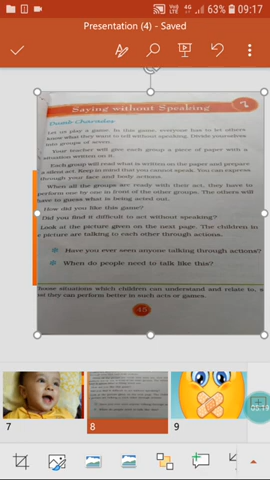 VoLTE 4G 63% 09:17
Presentation (4) - Saved
Saying without Speaking
7
Dumb Charades
Let us play a game. In this game, everyone has to let others
know what they want to tell without speaking. Divide yourselves
into groups of seven.
Your teacher will give each group a piece of paper with a
situation written on it.
Each group will read what is written on the paper and prepare
a silent act. Keep in mind that you cannot speak. You can express
through your face and body actions.
When all the groups are ready with their act, they have to
perform one by one in front of the other groups. The others will
have to guess what is being acted out.
How did you like this game?
Did you find it difficult to act without speaking?
Look at the picture given on the next page. The children in
picture are talking to each other through actions.
Have you ever seen anyone talking through actions?
When do people need to talk like this?
situations which children can understand and relate to,
they can perform better in such acts or games.
45
7
8
9